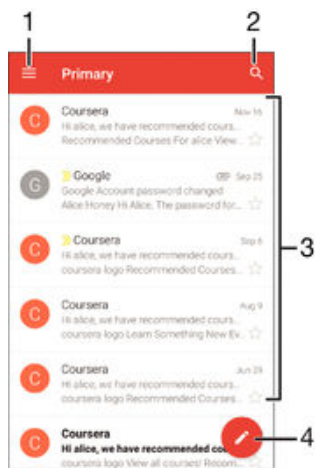 1 2
Primary
Coursera Nov 16
Hi alice, we have recommended cours...
Recommended Courses For alice View...
Google Sep 25
Google Account password changed
Alice Honey Hi Alice, The password for...
Coursera Sep 6
Hi alice, we have recommended cours...
coursera logo Recommended Courses...
3
Coursera Aug 9
Hi alice, we have recommended cours...
coursera logo Learn Something New Ev...
Coursera Jun 29
Hi alice, we have recommended cours...
coursera logo Recommended Courses...
4
Coursera
Hi alice, we have recommended cou
coursera logo View all courses! Recom...
C
G
C
C
C
C